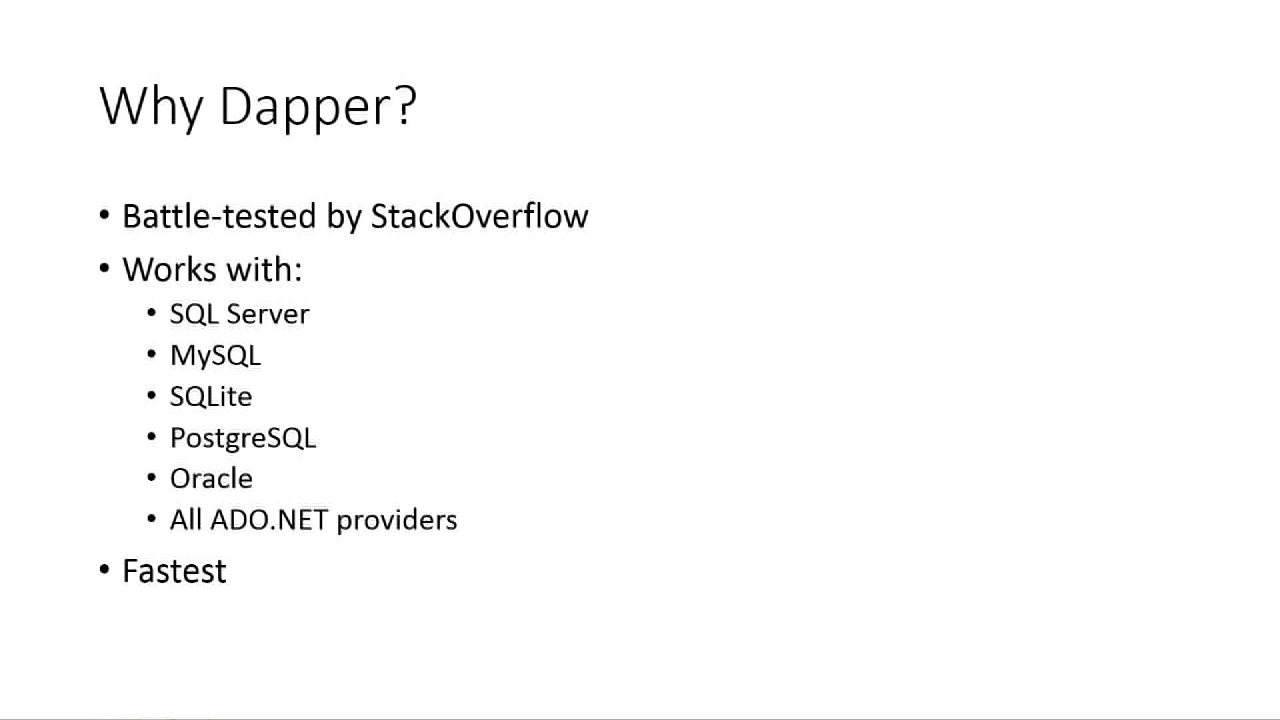 Why Dapper?
• Battle-tested by StackOverflow
• Works with:
• SQL Server
• MySQL
• SQLite
• PostgreSQL
• Oracle
• All ADO.NET providers
• Fastest